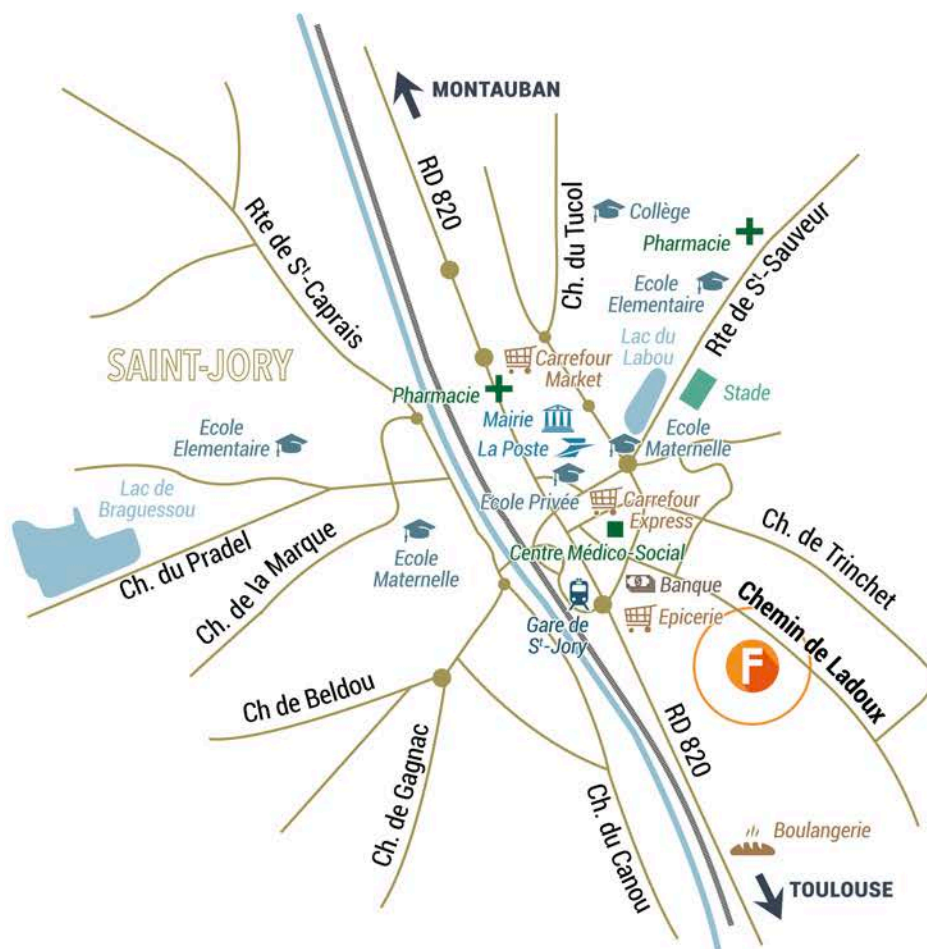 MONTAUBAN
RD 820
Ch. du Tucol
Collège
Pharmacie
Rte de St-Sauveur
Rte de St-Caprais
Ecole
Elementaire
Lac du
Labou
SAINT-JORY
Carrefour
Market
Pharmacie
Stade
Mairie
Ecole
Elementaire
La Poste
Ecole
Maternelle
Lac de
Braguessou
Ecole Privée
Carrefour
Express
Ch. du Pradel
Ch. de la Marque
Ecole
Maternelle
Centre Médico-Social
Ch. de Trinchet
Banque
Gare de
St-Jory
Epicerie
Chemin de Ladoux
F
Ch de Beldou
RD 820
Ch. de Gagnac
Ch. du Canou
Boulangerie
TOULOUSE